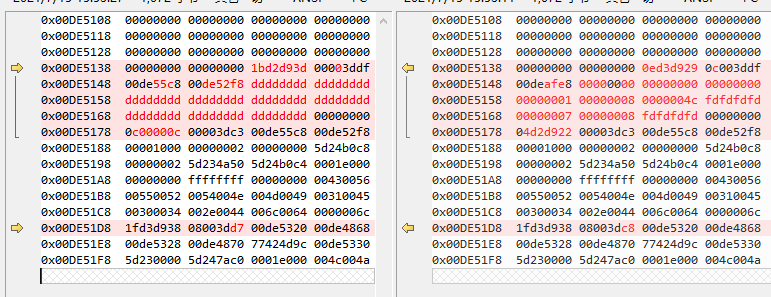 0x00DE5108 00000000 00000000 00000000 00000000
0x00DE5118 00000000 00000000 00000000 00000000
0x00DE5128 00000000 00000000 00000000 00000000
0x00DE5138 00000000 00000000 1bd2d93d 00003ddf
0x00DE5148 00de55c8 00de52f8 dddddddd dddddddd
0x00DE5158 dddddddd dddddddd dddddddd dddddddd
0x00DE5168 dddddddd dddddddd dddddddd 00000000
0x00DE5178 0c00000c 00003dc3 00de55c8 00de52f8
0x00DE5188 00001000 00000002 00000000 5d24b0c8
0x00DE5198 00000002 5d234a50 5d24b0c4 0001e000
0x00DE51A8 00000000 ffffffff 00000000 00430056
0x00DE51B8 00550052 0054004e 004d0049 00310045
0x00DE51C8 00300034 002e0044 006c0064 0000006c
0x00DE51D8 1fd3d938 08003dd7 00de5320 00de4868
0x00DE51E8 00de5328 00de4870 77424d9c 00de5330
0x00DE51F8 5d230000 5d247ac0 0001e000 004c004a
0x00DE5108 00000000 00000000 00000000 00000000
0x00DE5118 00000000 00000000 00000000 00000000
0x00DE5128 00000000 00000000 00000000 00000000
0x00DE5138 00000000 00000000 0ed3d929 0c003ddf
0x00DE5148 00deafe8 00000000 00000000 00000000
0x00DE5158 00000001 00000008 0000004c fdfdfdfd
0x00DE5168 00000007 00000008 fdfdfdfd 00000000
0x00DE5178 04d2d922 00003dc3 00de55c8 00de52f8
0x00DE5188 00001000 00000002 00000000 5d24b0c8
0x00DE5198 00000002 5d234a50 5d24b0c4 0001e000
0x00DE51A8 00000000 ffffffff 00000000 00430056
0x00DE51B8 00550052 0054004e 004d0049 00310045
0x00DE51C8 00300034 002e0044 006c0064 0000006c
0x00DE51D8 1fd3d938 08003dc8 00de5320 00de4868
0x00DE51E8 00de5328 00de4870 77424d9c 00de5330
0x00DE51F8 5d230000 5d247ac0 0001e000 004c004a